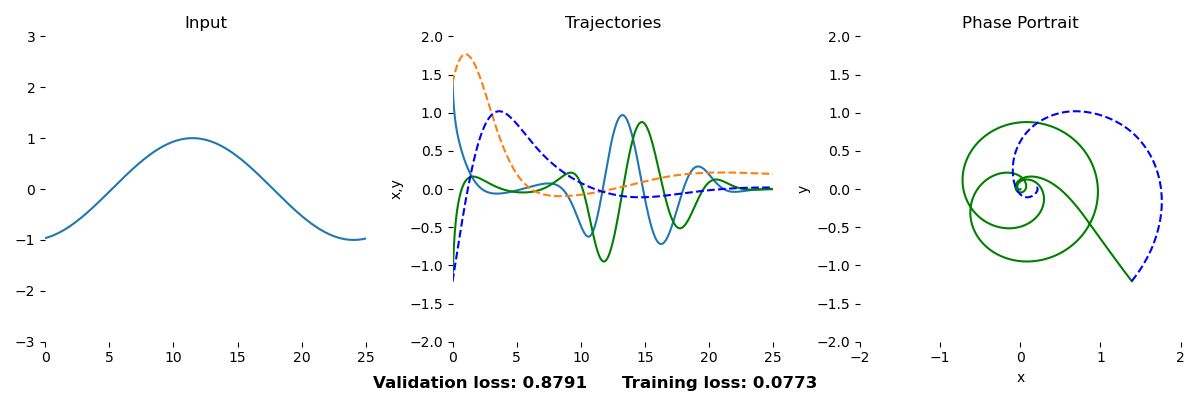 Input
3
2
1
0
−1
−2
−3
0 5 10 15 20 25
Trajectories
x,y
2.0
1.5
1.0
0.5
0.0
−0.5
−1.0
−1.5
−2.0
0 5 10 15 20 25
Phase Portrait
y
2.0
1.5
1.0
0.5
0.0
−0.5
−1.0
−1.5
−2.0
−2 −1 0 1 2
x
Validation loss: 0.8791 Training loss: 0.0773